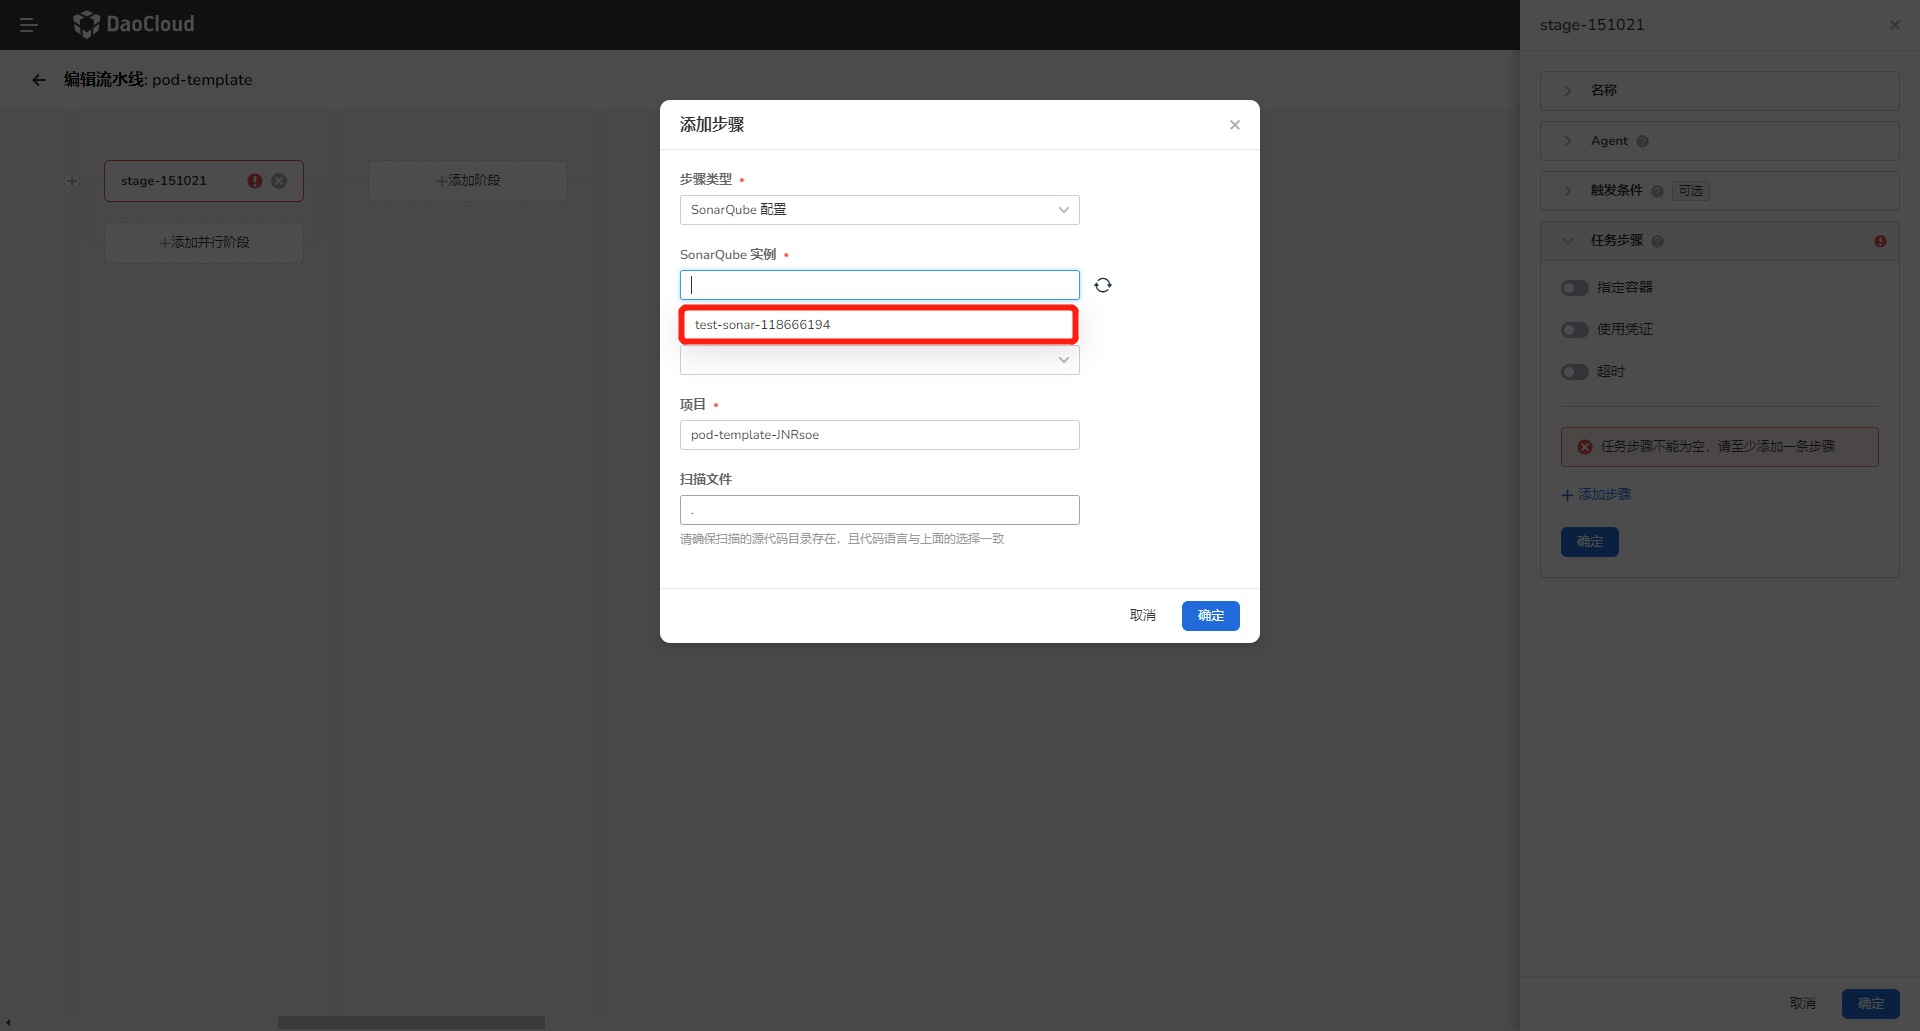 DaoCloud
编辑流水线: pod-template
stage-151021
添加阶段
添加并行阶段
添加步骤
步骤类型 *
SonarQube 配置
SonarQube 实例 *
test-sonar-118666194
项目 *
pod-template-JNRsoe
扫描文件
.
请确保扫描的源代码目录存在，且代码语言与上面的选择一致
取消
确定
stage-151021
名称
Agent
触发条件 可选
任务步骤
指定容器
使用凭证
超时
任务步骤不能为空，请至少添加一条步骤
+ 添加步骤
确定
取消
确定